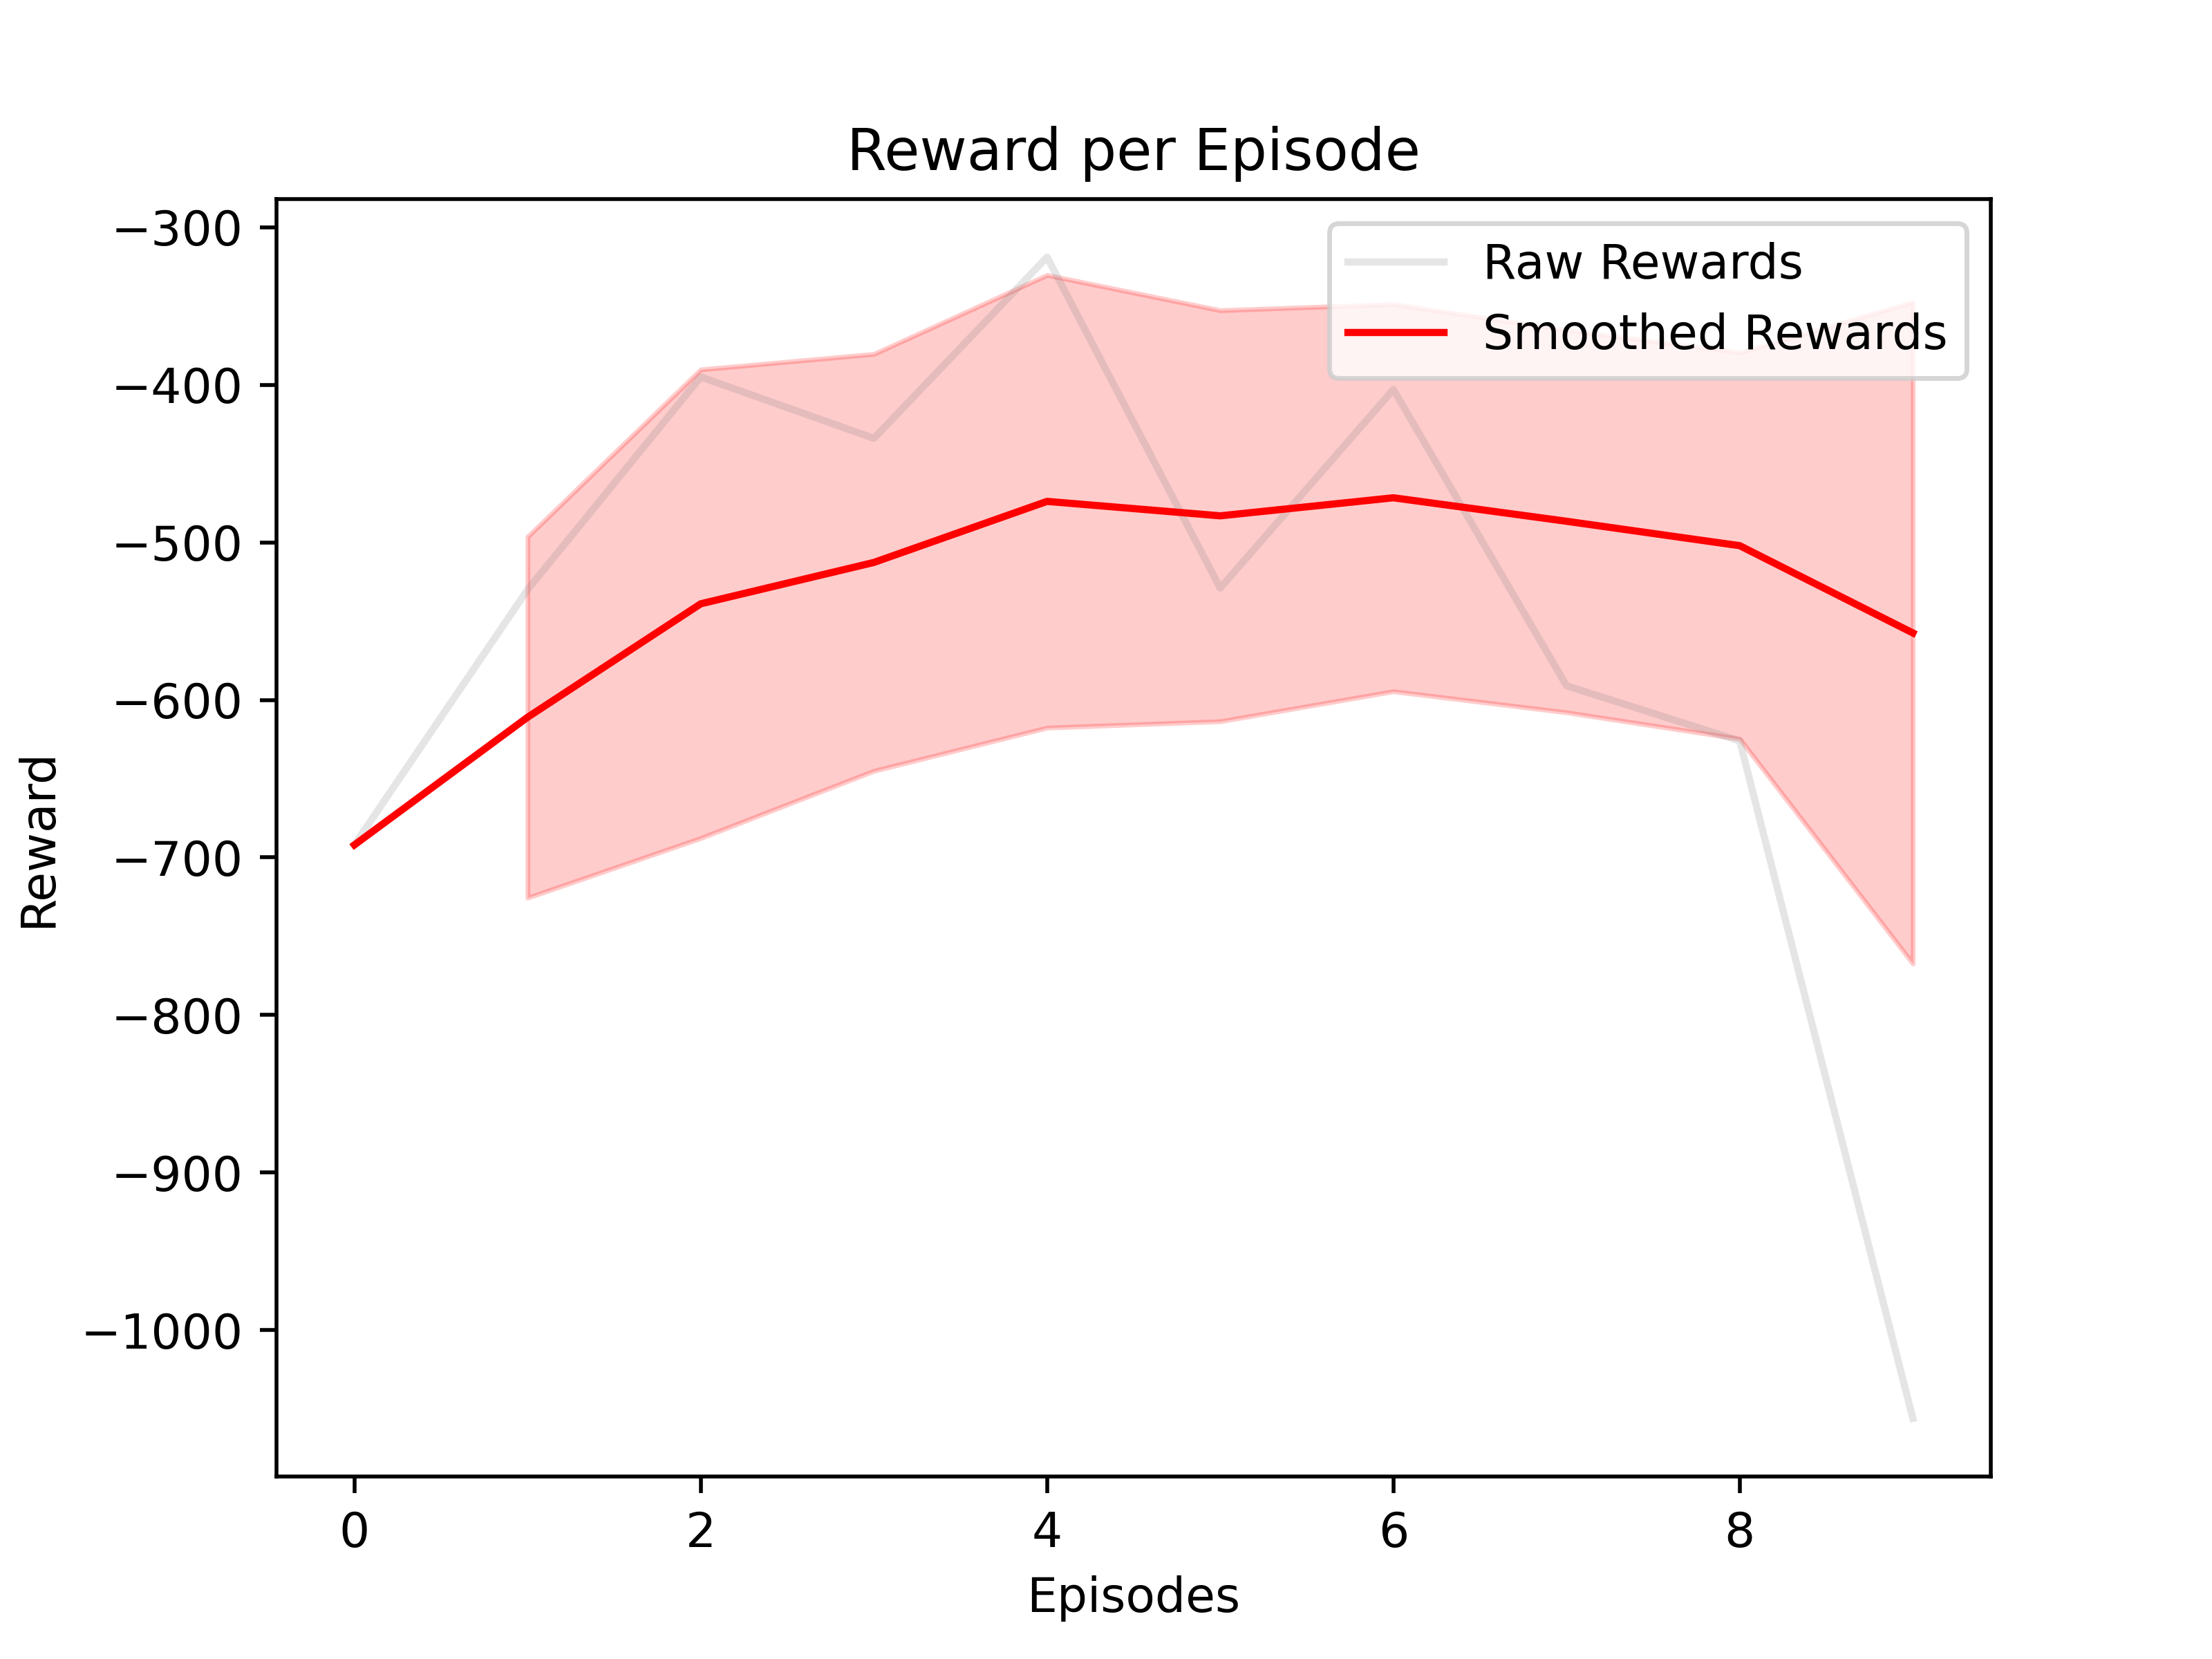 Reward per Episode
Raw Rewards
Smoothed Rewards
−300
−400
−500
−600
−700
−800
−900
−1000
Reward
0 2 4 6 8
Episodes